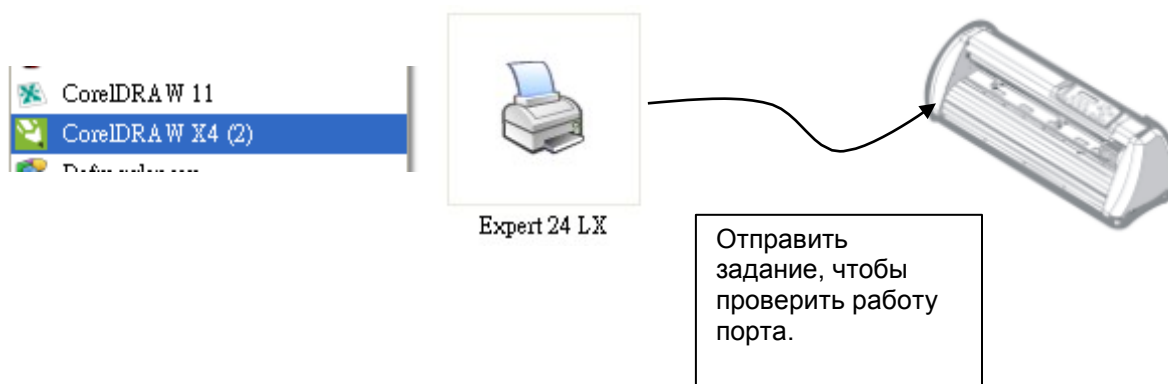 CorelDRAW 11
CorelDRAW X4 (2)
Expert 24 LX
Отправить
задание, чтобы
проверить работу
порта.